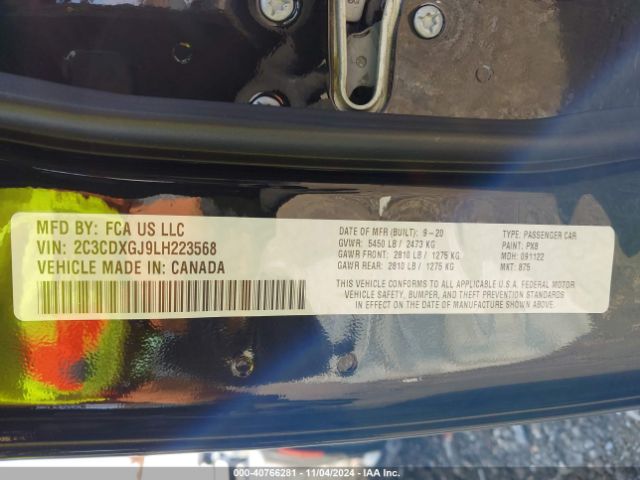 MFD BY: FCA US LLC
VIN: 2C3CDXGJ9LH223568
VEHICLE MADE IN: CANADA
DATE OF MFR (BUILT): 9-20
GVWR: 5450 LB / 2473 KG
GAWR FRONT: 2810 LB / 1275 KG
GAWR REAR: 2810 LB / 1275 KG
TYPE: PASSENGER CAR
PAINT: PX8
MDH: 091122
MKT: 875
THIS VEHICLE CONFORMS TO ALL APPLICABLE U.S.A. FEDERAL MOTOR
VEHICLE SAFETY, BUMPER, AND THEFT PREVENTION STANDARDS
IN EFFECT ON THE DATE OF MANUFACTURE SHOWN ABOVE.
000-40766281 - 11/04/2024 - IAA Inc.